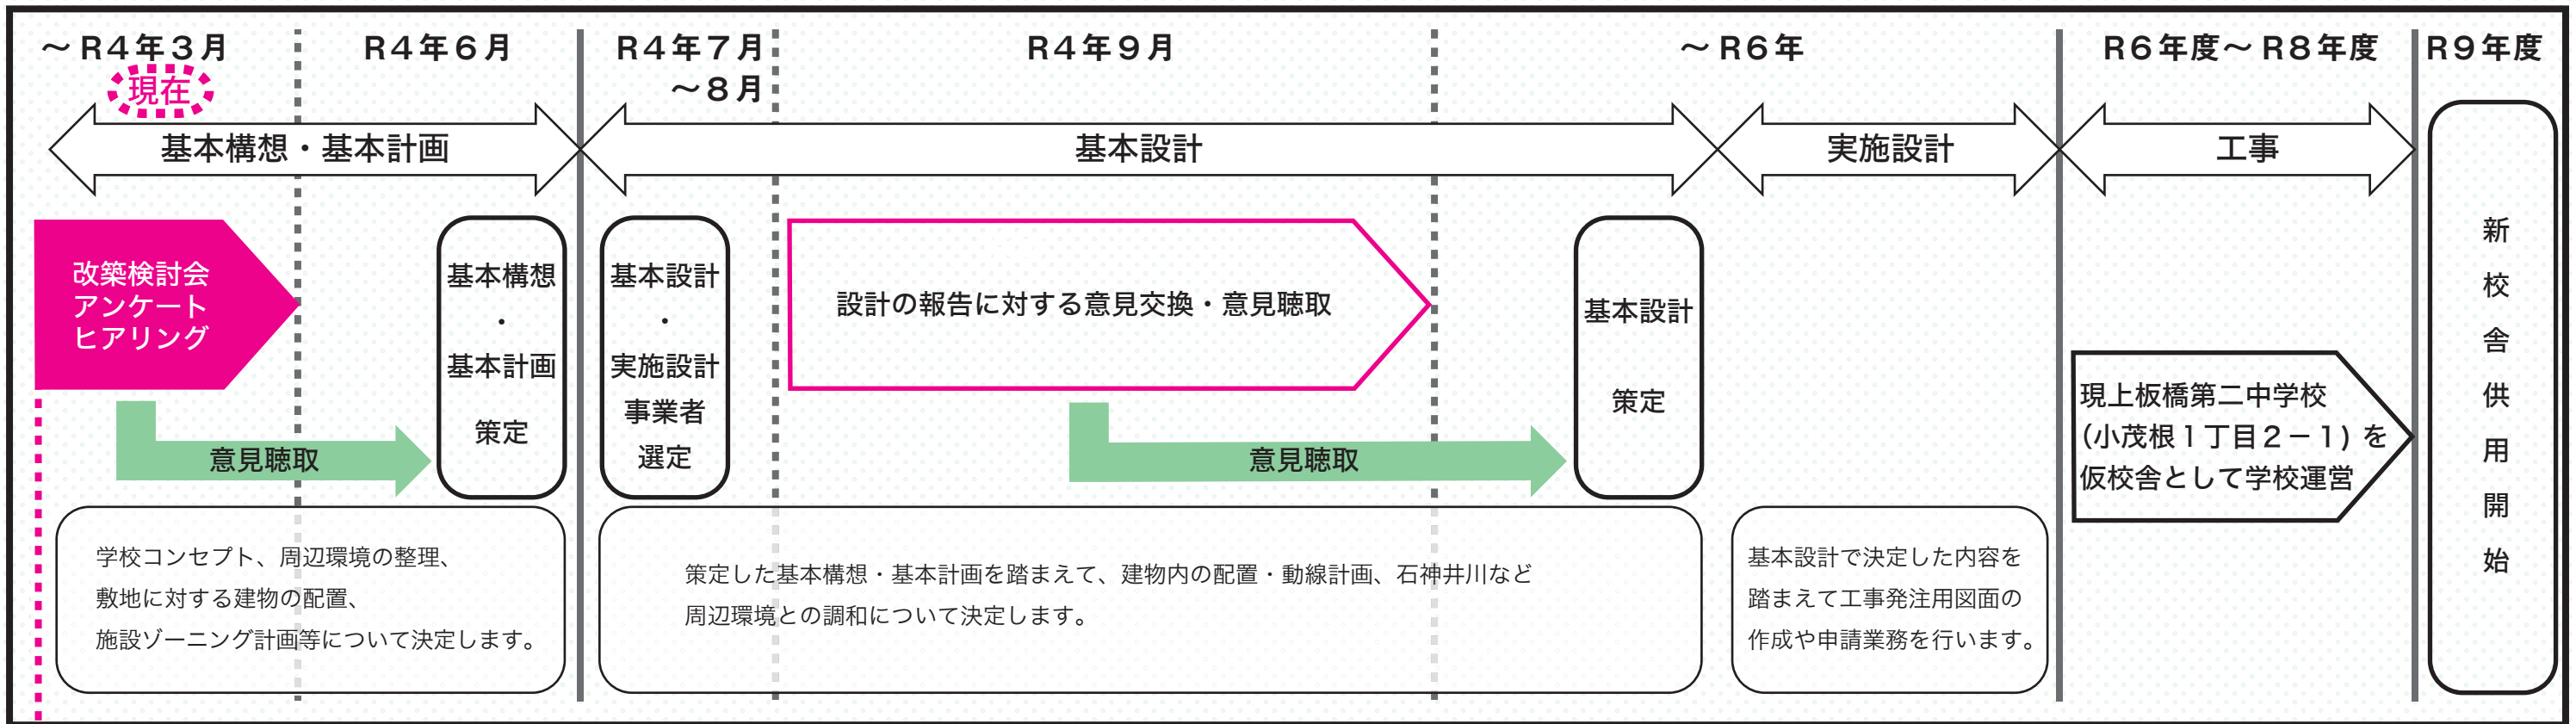 ～R4年３月
R4年６月
R4年７月
～８月
R4年９月
～R6年
R6年度～R8年度
R9年度
現在
基本構想・基本計画
基本設計
実施設計
工事
改築検討会
アンケート
ヒアリング
意見聴取
基本構想
・
基本計画
策定
基本設計
・
実施設計
事業者
選定
設計の報告に対する意見交換・意見聴取
意見聴取
基本設計
策定
現上板橋第二中学校
（小茂根１丁目２－１）を
仮校舎として学校運営
新校舎供用開始
学校コンセプト、周辺環境の整理、
敷地に対する建物の配置、
施設ゾーニング計画等について決定します。
策定した基本構想・基本計画を踏まえて、建物内の配置・動線計画、石神井川など
周辺環境との調和について決定します。
基本設計で決定した内容を
踏まえて工事発注用図面の
作成や申請業務を行います。